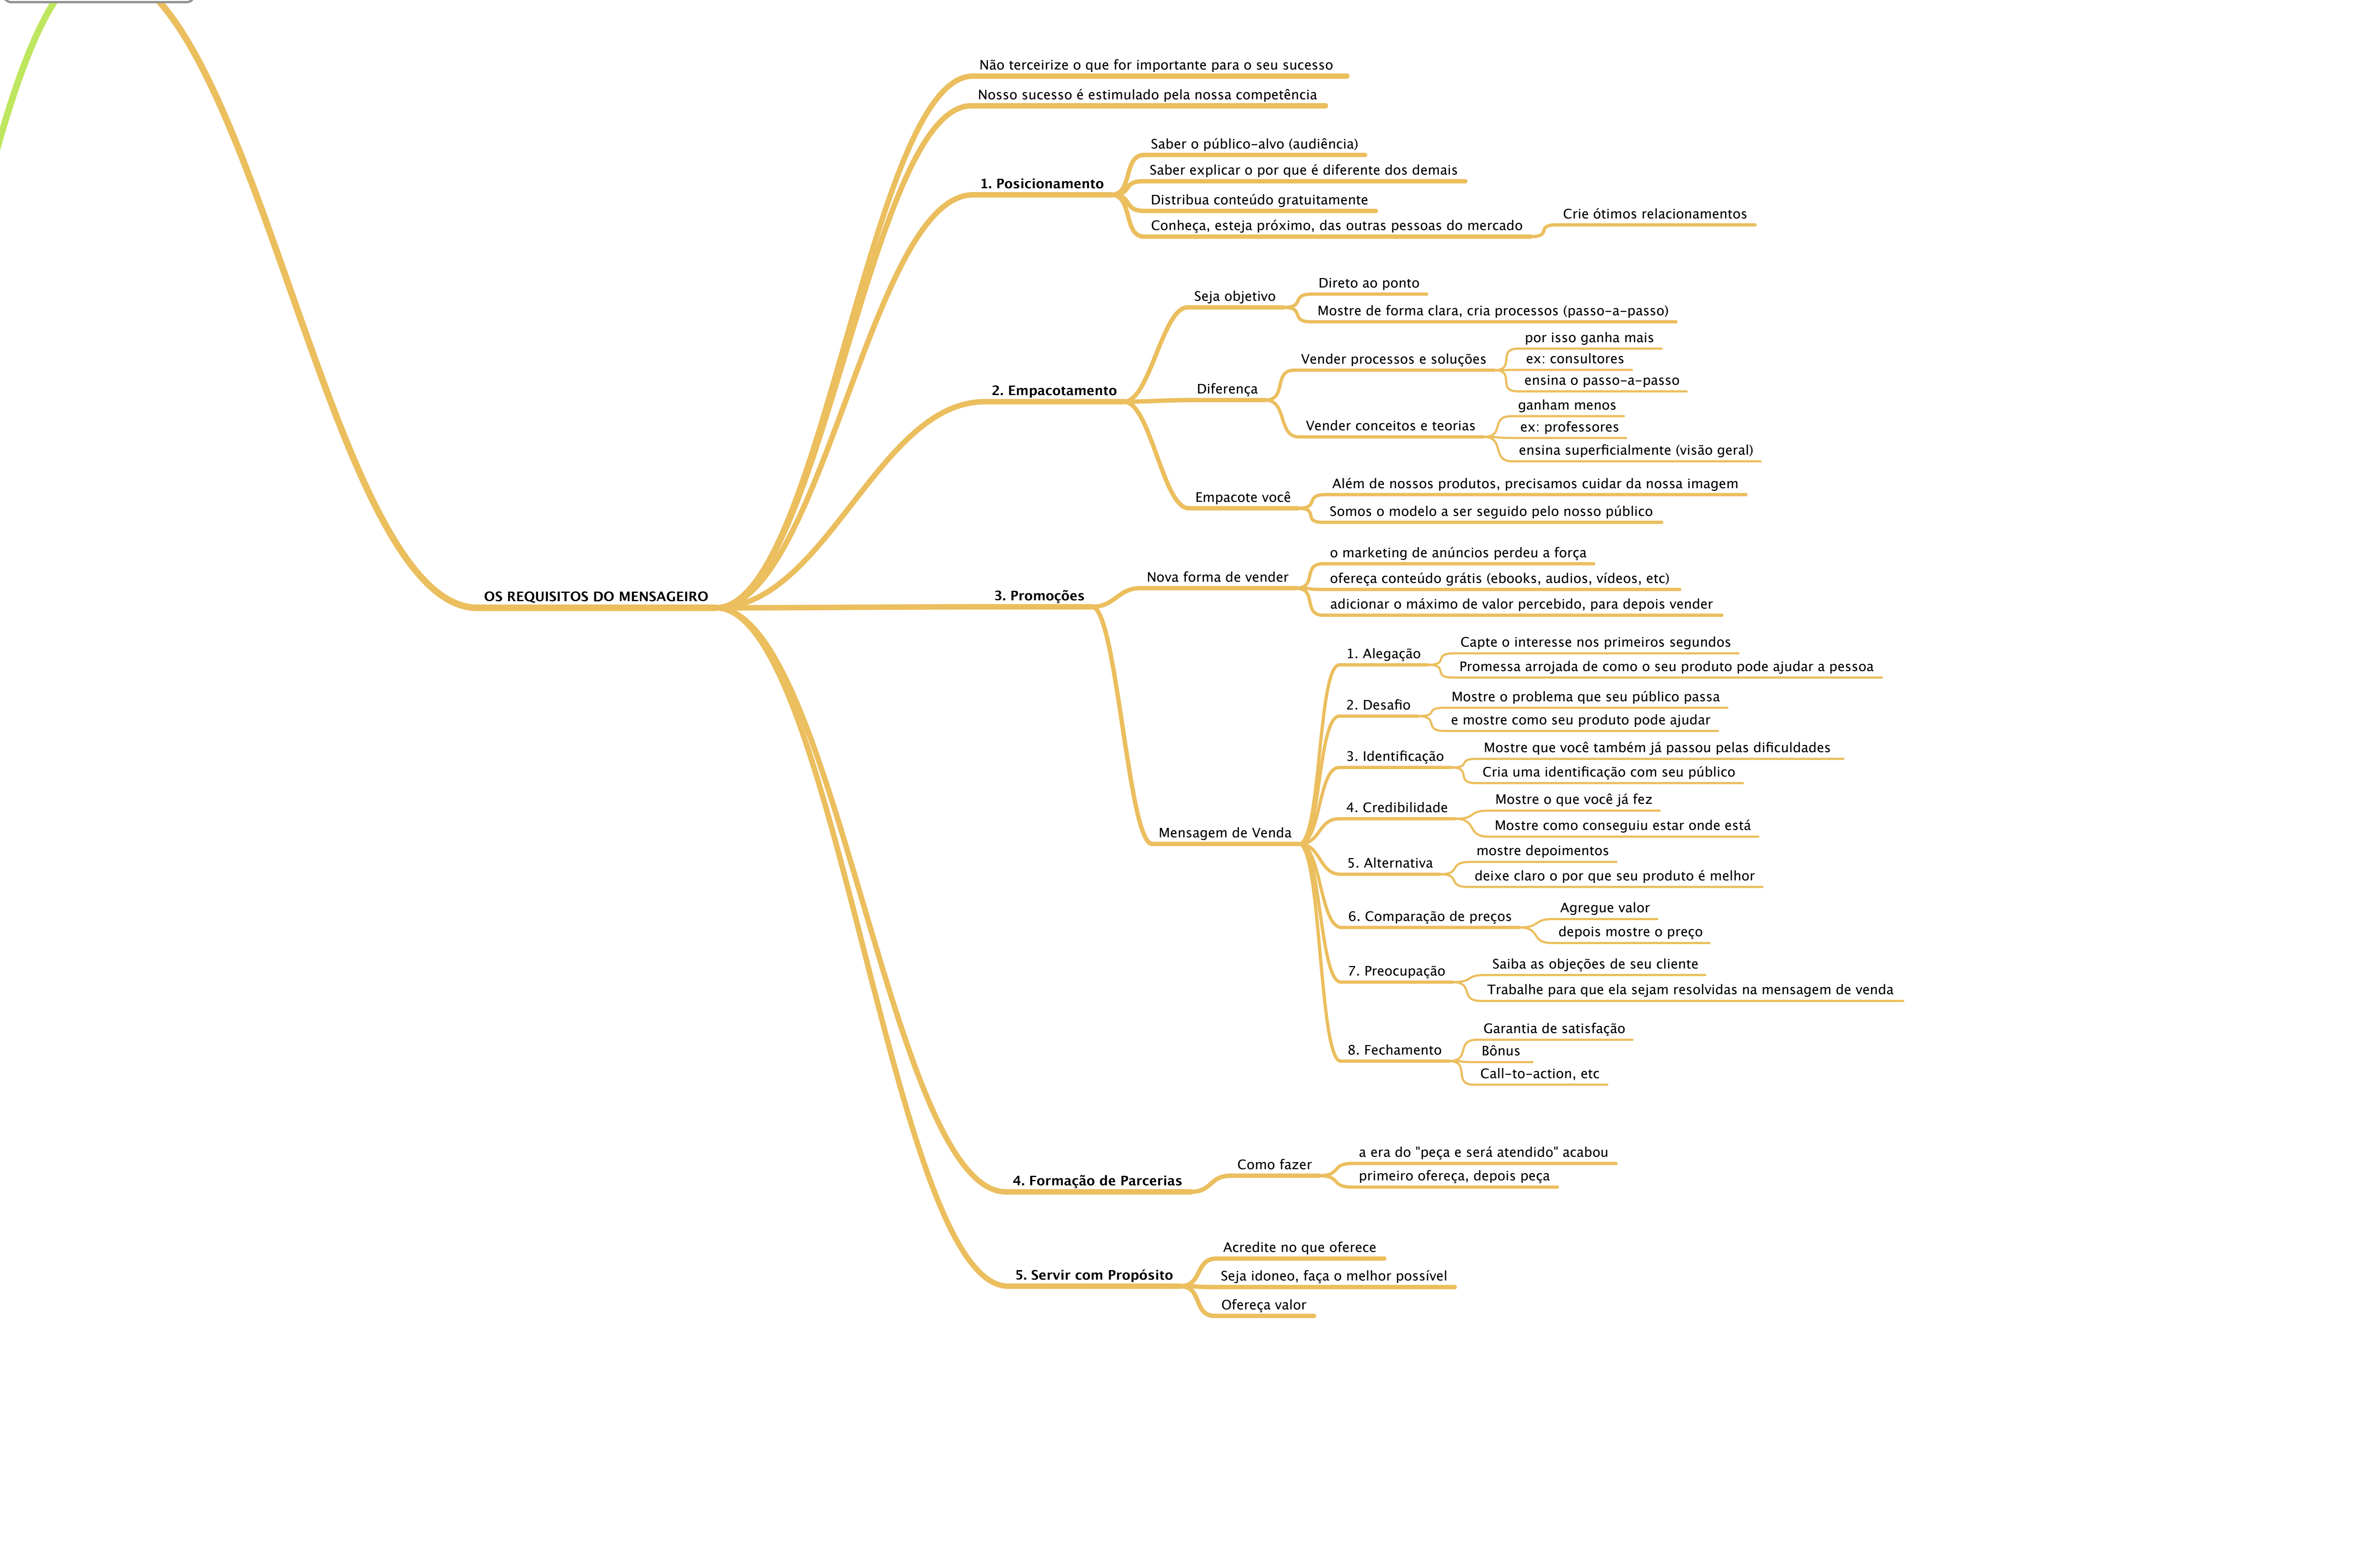 OS REQUISITOS DO MENSAGEIRO
Não terceirize o que for importante para o seu sucesso
Nosso sucesso é estimulado pela nossa competência
1. Posicionamento
Saber o público-alvo (audiência)
Saber explicar o por que é diferente dos demais
Distribua conteúdo gratuitamente
Conheça, esteja próximo, das outras pessoas do mercado
Crie ótimos relacionamentos
2. Empacotamento
Seja objetivo
Direto ao ponto
Mostre de forma clara, cria processos (passo-a-passo)
Diferença
Vender processos e soluções
por isso ganha mais
ex: consultores
ensina o passo-a-passo
Vender conceitos e teorias
ganham menos
ex: professores
ensina superficialmente (visão geral)
Empacote você
Além de nossos produtos, precisamos cuidar da nossa imagem
Somos o modelo a ser seguido pelo nosso público
3. Promoções
Nova forma de vender
o marketing de anúncios perdeu a força
ofereça conteúdo grátis (ebooks, audios, vídeos, etc)
adicionar o máximo de valor percebido, para depois vender
Mensagem de Venda
1. Alegação
Capte o interesse nos primeiros segundos
Promessa arrojada de como o seu produto pode ajudar a pessoa
2. Desafio
Mostre o problema que seu público passa
e mostre como seu produto pode ajudar
3. Identificação
Mostre que você também já passou pelas dificuldades
Cria uma identificação com seu público
4. Credibilidade
Mostre o que você já fez
Mostre como conseguiu estar onde está
5. Alternativa
mostre depoimentos
deixe claro o por que seu produto é melhor
6. Comparação de preços
Agregue valor
depois mostre o preço
7. Preocupação
Saiba as objeções de seu cliente
Trabalhe para que ela sejam resolvidas na mensagem de venda
8. Fechamento
Garantia de satisfação
Bônus
Call-to-action, etc
4. Formação de Parcerias
Como fazer
a era do "peça e será atendido" acabou
primeiro ofereça, depois peça
5. Servir com Propósito
Acredite no que oferece
Seja idoneo, faça o melhor possível
Ofereça valor